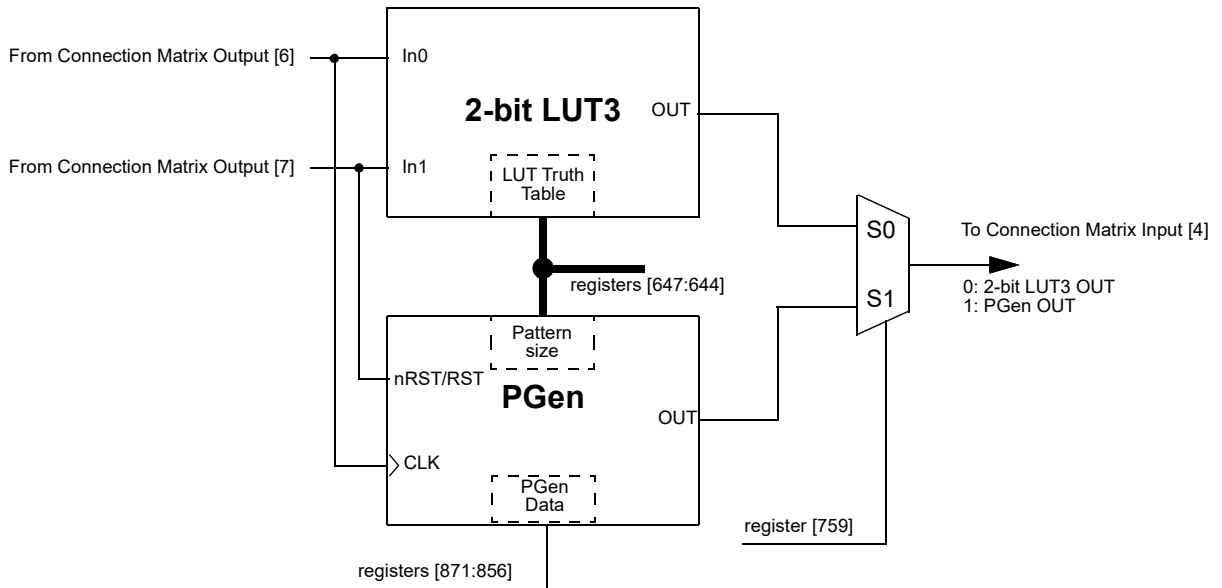 From Connection Matrix Output [6]
In0
2-bit LUT3
OUT
From Connection Matrix Output [7]
In1
LUT Truth
Table
S0
To Connection Matrix Input [4]
registers [647:644]
0: 2-bit LUT3 OUT
S1
1: PGen OUT
Pattern
size
nRST/RST
PGen
OUT
CLK
PGen
Data
register [759]
registers [871:856]